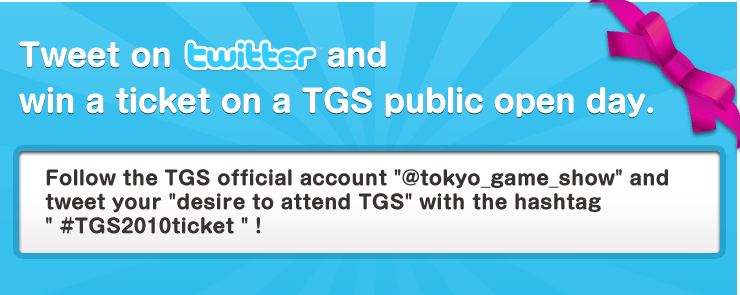 Tweet on twitter and
win a ticket on a TGS public open day.
Follow the TGS official account "@tokyo_game_show" and
tweet your "desire to attend TGS" with the hashtag
" #TGS2010ticket " !